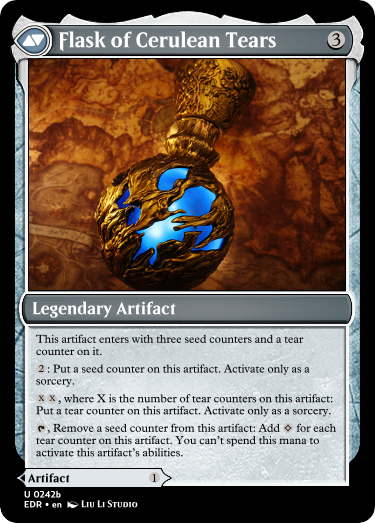 Flask of Cerulean Tears 3
Legendary Artifact
This artifact enters with three seed counters and a tear
counter on it.
2: Put a seed counter on this artifact. Activate only as a
sorcery.
X X, where X is the number of tear counters on this artifact:
Put a tear counter on this artifact. Activate only as a sorcery.
, Remove a seed counter from this artifact: Add for each
tear counter on this artifact. You can't spend this mana to
activate this artifact's abilities.
Artifact 1
U 0242b
EDR • en Liu Li Studio